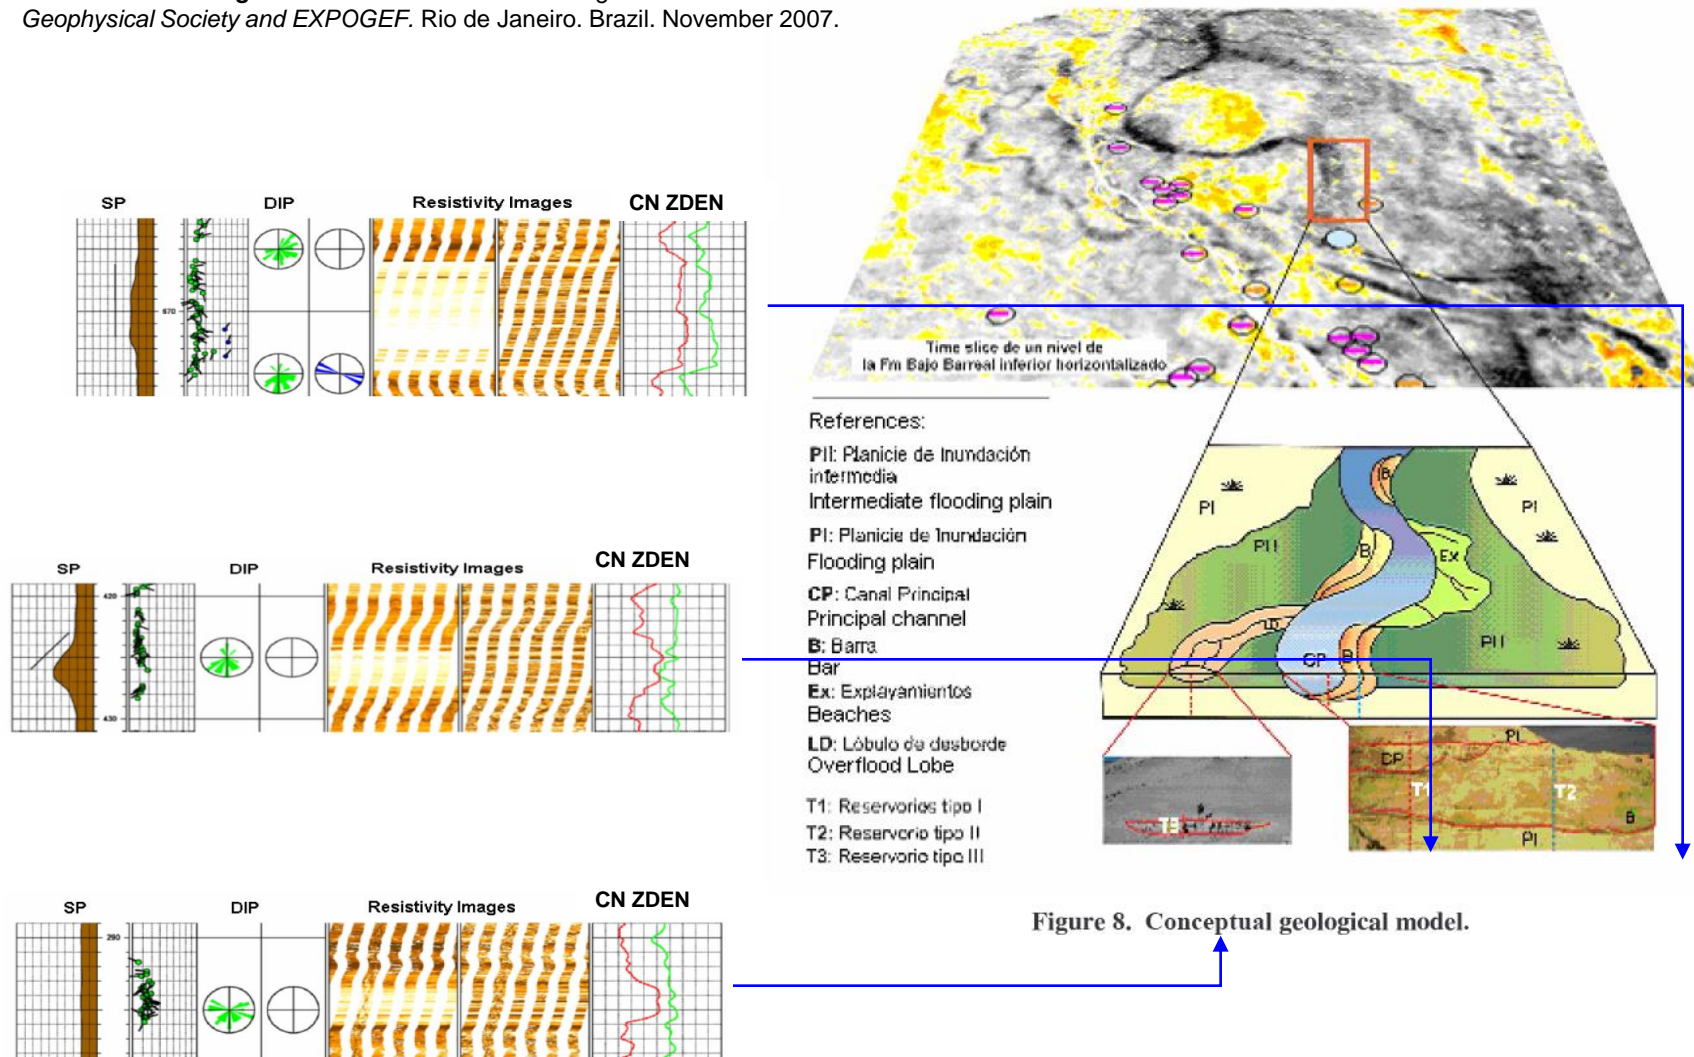 Geophysical Society and EXPOGEF. Rio de Janeiro. Brazil. November 2007.
SP
DIP
Resistivity Images
CN ZDEN
670
Time slice de un nivel de
la Fm Bajo Barreal inferior horizontalizado
References:
PII: Planicie de Inundación
intermedia
Intermediate flooding plain
PI: Planicie de Inundación
Flooding plain
CP: Canal Principal
Principal channel
B: Barra
Bar
Ex: Explayamientos
Beaches
LD: Lóbulo de desborde
Overflood Lobe
T1: Reservorios tipo I
T2: Reservorio tipo II
T3: Reservorio tipo III
PI
PI
PII
B
B
Ex
LD
CP
B
PII
T3
PI
CP
T1
T2
B
PI
SP
DIP
Resistivity Images
CN ZDEN
420
430
SP
DIP
Resistivity Images
CN ZDEN
290
Figure 8. Conceptual geological model.